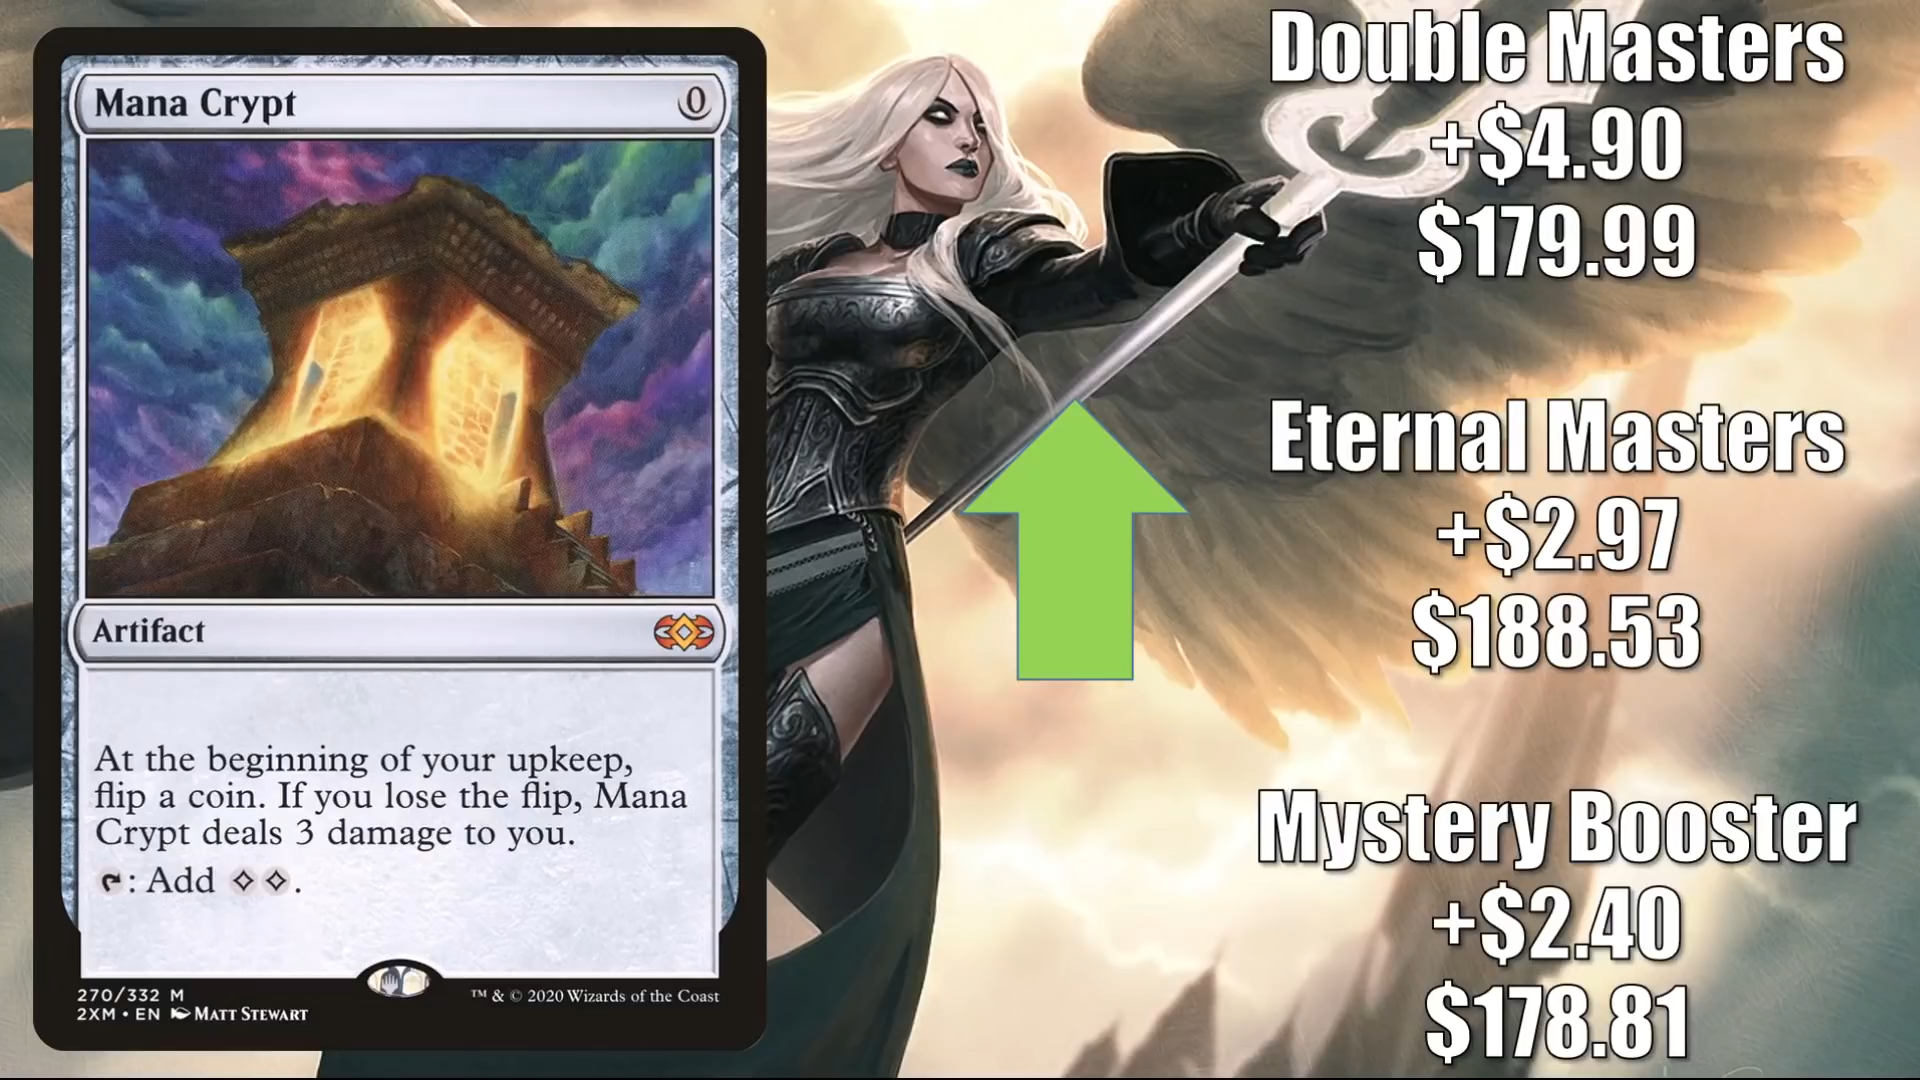 Mana Crypt 0
Artifact
At the beginning of your upkeep,
flip a coin. If you lose the flip, Mana
Crypt deals 3 damage to you.
: Add .
270/332 M
2XM • EN MATT STEWART
™ & © 2020 Wizards of the Coast
Double Masters
+$4.90
$179.99
Eternal Masters
+$2.97
$188.53
Mystery Booster
+$2.40
$178.81